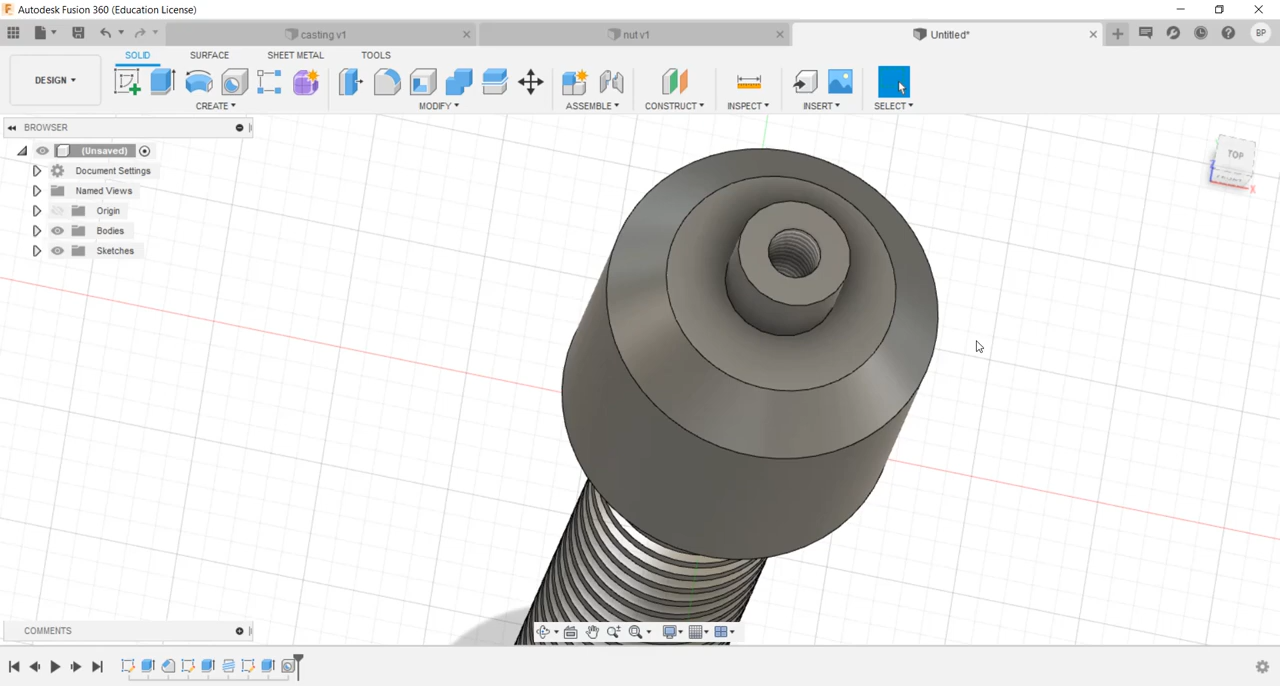 Autodesk Fusion 360 (Education License)
casting v1
nut v1
Untitled*
BP
SOLID
SURFACE
SHEET METAL
TOOLS
DESIGN
CREATE
MODIFY
ASSEMBLE
CONSTRUCT
INSPECT
INSERT
SELECT
BROWSER
(Unsaved)
Document Settings
Named Views
Origin
Bodies
Sketches
TOP
Z
X
COMMENTS